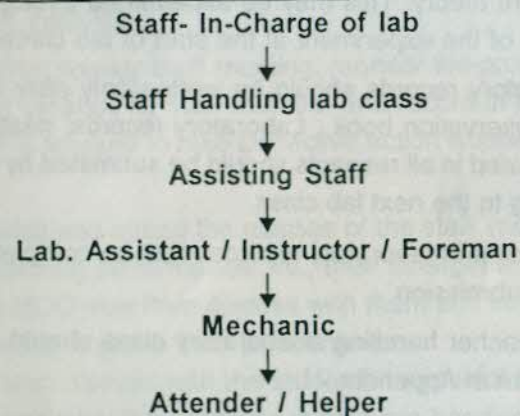 Staff- In-Charge of lab
Staff Handling lab class
Assisting Staff
Lab. Assistant / Instructor / Foreman
Mechanic
Attender / Helper